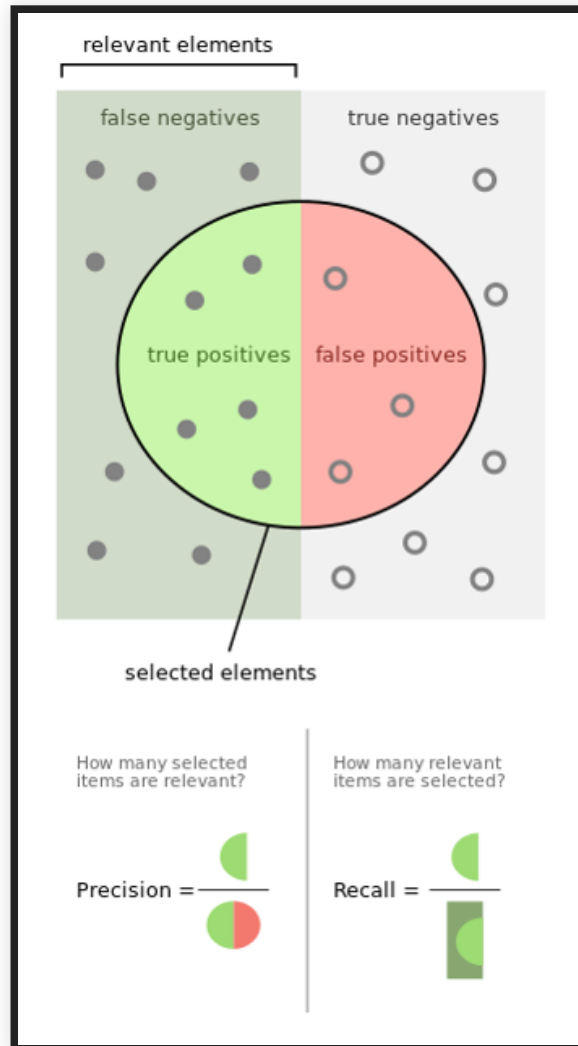 relevant elements
false negatives
true negatives
true positives
false positives
selected elements
How many selected
items are relevant?
How many relevant
items are selected?
Precision =
Recall =